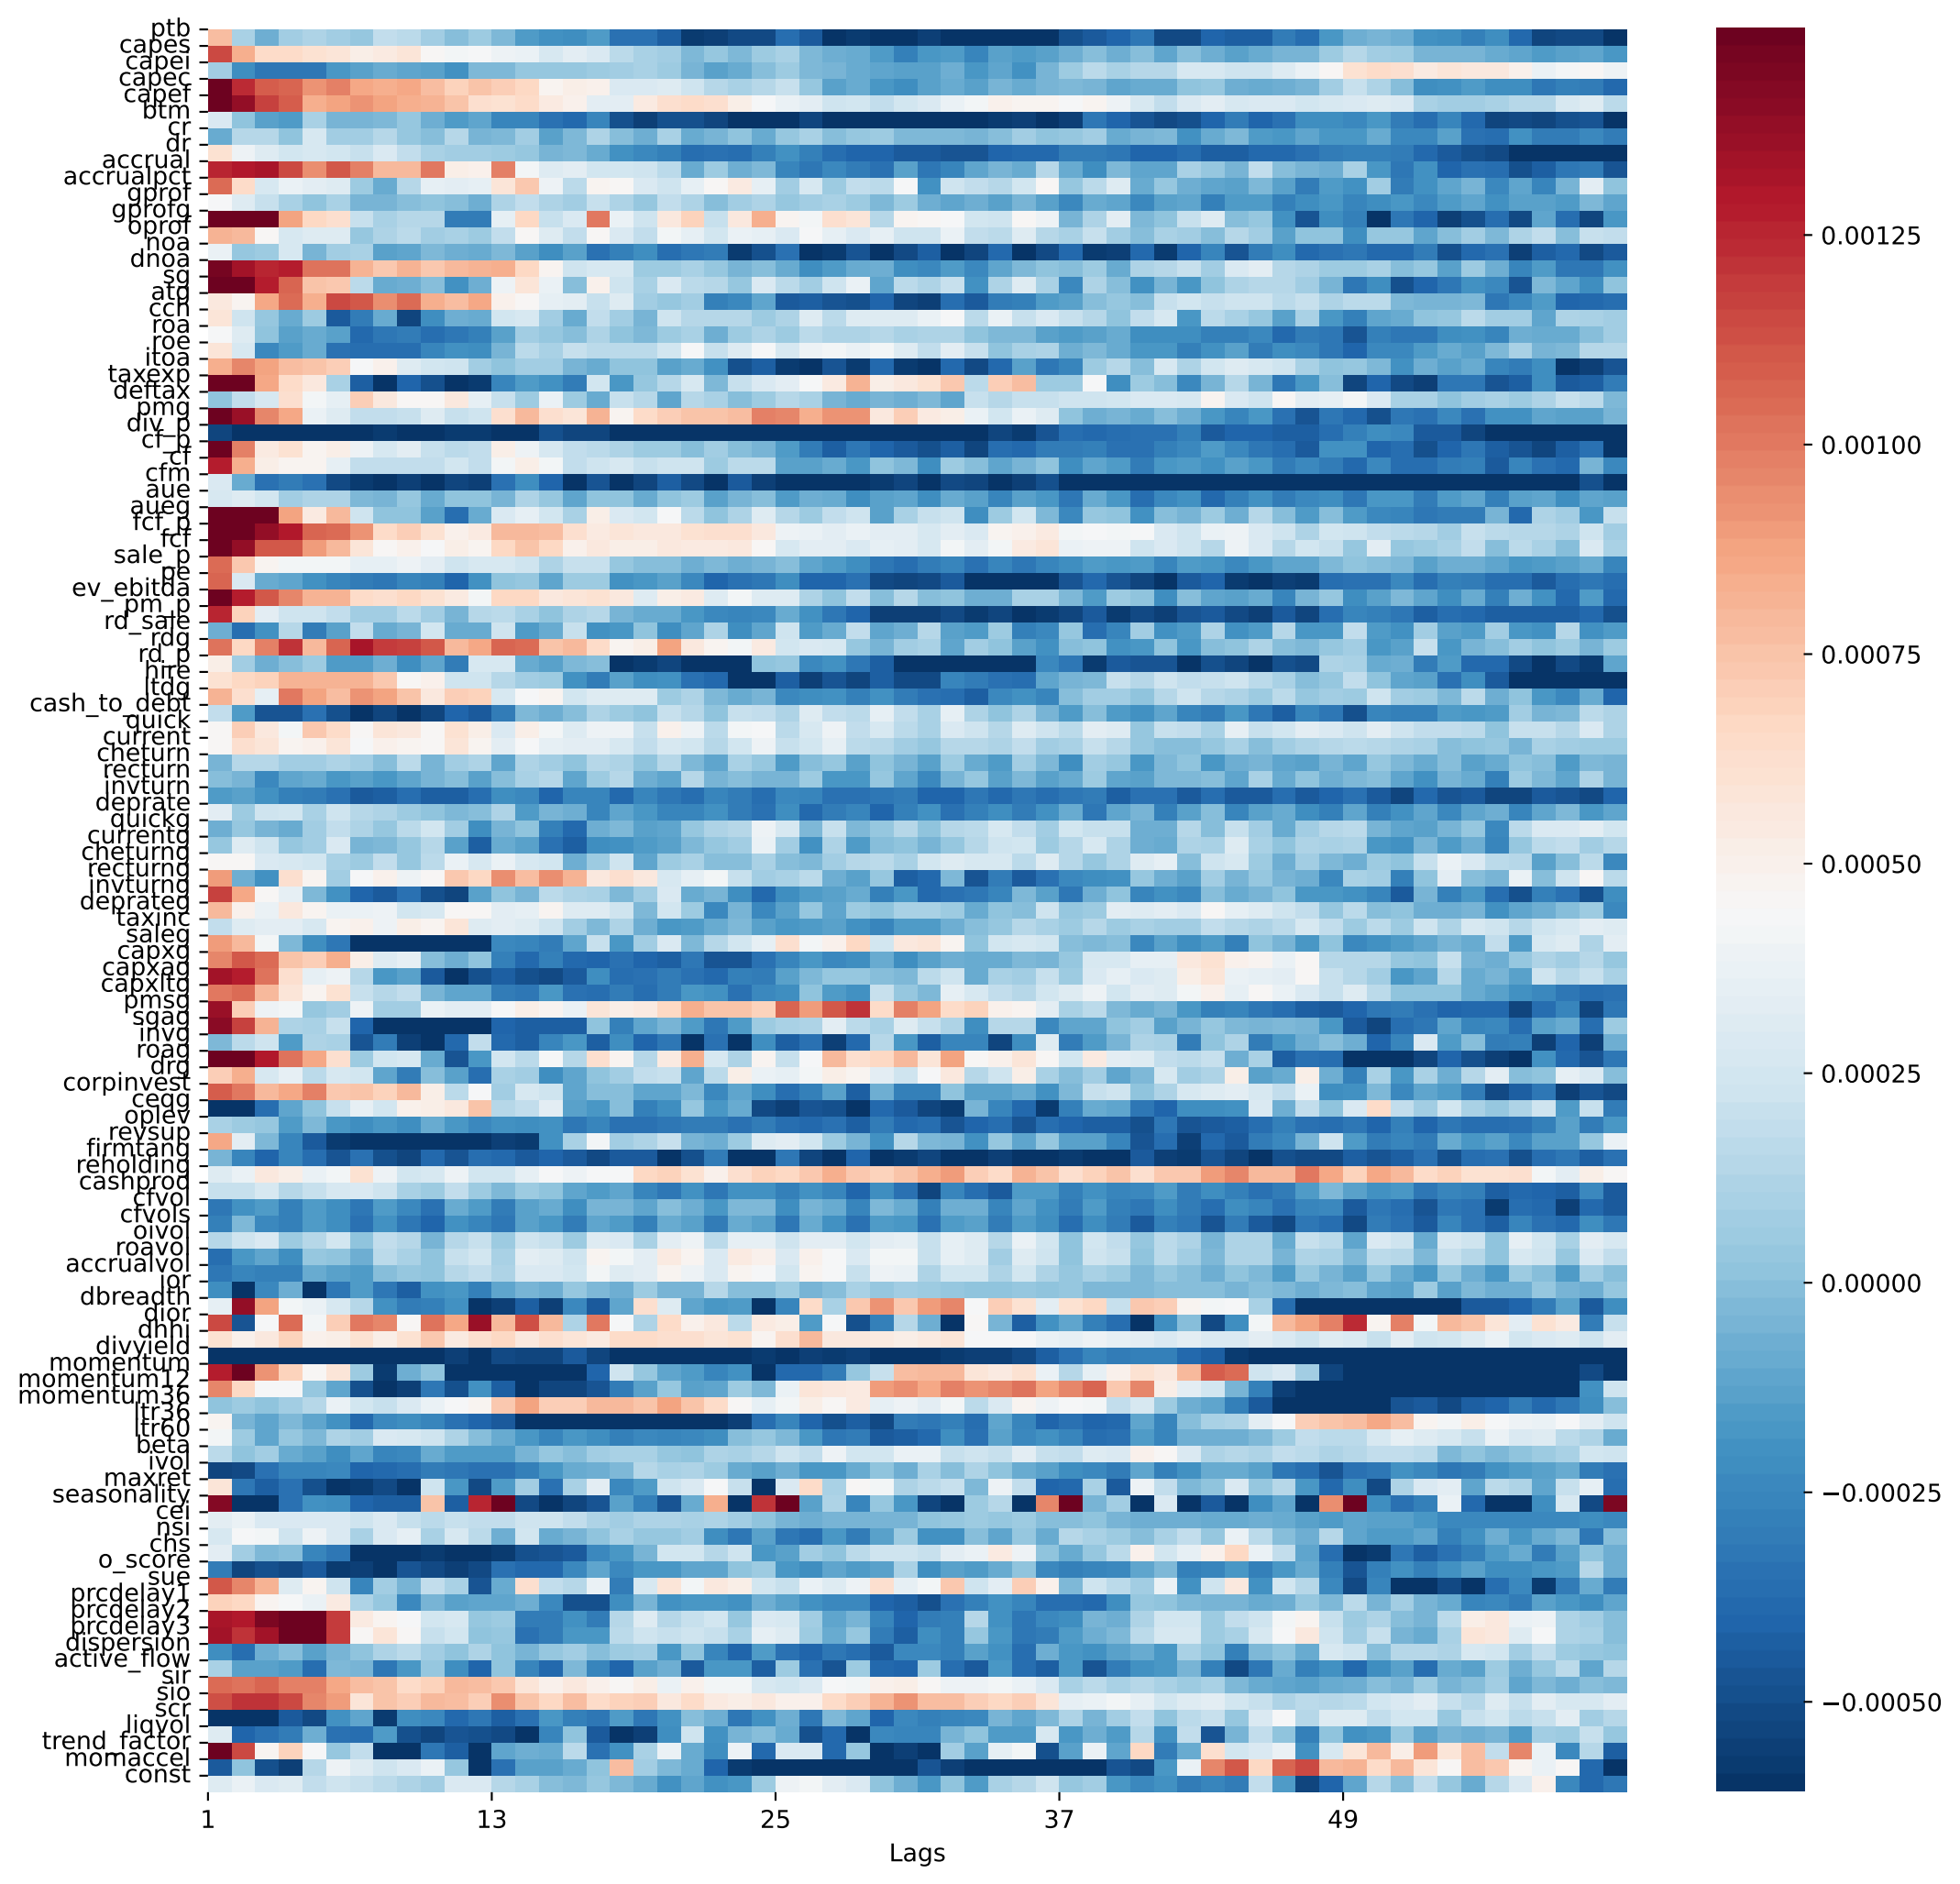 ptb
capes
capei
capec
capef
btm
cr
dr
accrual
accrualpct
gprof
gprofg
oprof
noa
dnoa
sg
atg
cch
roa
roe
itoa
taxexp
deftax
pmg
div_p
cf_p
cf
cfm
aue
aueg
fcf_p
fcf
sale_p
pe
ev_ebitda
pm_p
rd_sale
rdg
rd_p
hire
ltdg
cash_to_debt
quick
current
cheturn
recturn
invturn
deprate
quickg
currentg
cheturng
recturng
invturng
deprateg
taxinc
saleg
capxg
capxag
capxitg
pmsg
sgag
invg
roag
drg
corpinvest
ceqg
oplev
revsup
firmtang
reholding
cashprod
cfvol
cfvols
oivol
roavol
accrualvol
ior
dbreadth
dior
dhhi
divyield
momentum
momentum12
momentum36
ltr36
ltr60
beta
ivol
maxret
seasonality
cei
nsi
chs
o_score
sue
prcdelay1
prcdelay2
prcdelay3
dispersion
active_flow
sir
sio
scr
liqvol
trend_factor
momaccel
const
1 13 25 37 49
Lags
0.00125
0.00100
0.00075
0.00050
0.00025
0.00000
−0.00025
−0.00050